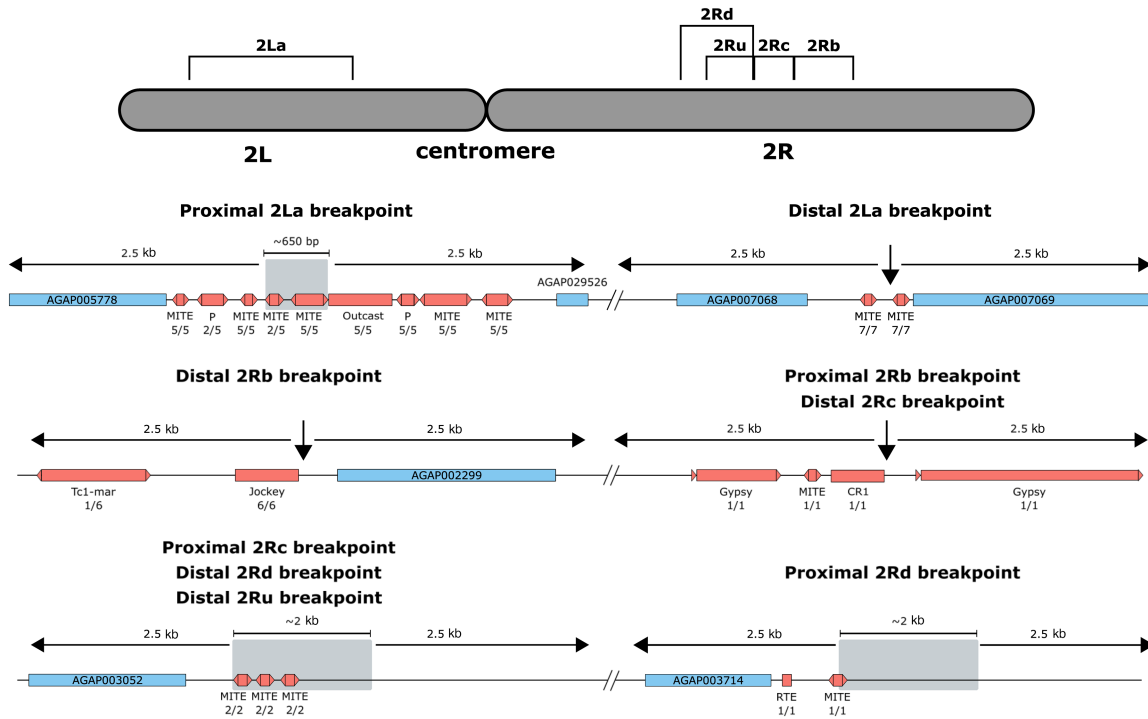 2Rd
2La
2Ru 2Rc 2Rb
2L centromere 2R
Proximal 2La breakpoint
Distal 2La breakpoint
~650 bp
2.5 kb 2.5 kb
2.5 kb 2.5 kb
AGAP005778 AGAP029526
MITE P MITE MITE MITE Outcast P MITE MITE
5/5 2/5 5/5 2/5 5/5 5/5 5/5 5/5 5/5
AGAP007068 AGAP007069
MITE MITE
7/7 7/7
//
Distal 2Rb breakpoint
Proximal 2Rb breakpoint
Distal 2Rc breakpoint
2.5 kb 2.5 kb
2.5 kb 2.5 kb
AGAP002299
Tc1-mar Jockey
1/6 6/6
//
Gypsy MITE CR1 Gypsy
1/1 1/1 1/1 1/1
Proximal 2Rc breakpoint
Distal 2Rd breakpoint
Distal 2Ru breakpoint
Proximal 2Rd breakpoint
~2 kb
2.5 kb 2.5 kb
~2 kb
2.5 kb 2.5 kb
AGAP003052
MITE MITE MITE
2/2 2/2 2/2
//
AGAP003714
RTE MITE
1/1 1/1